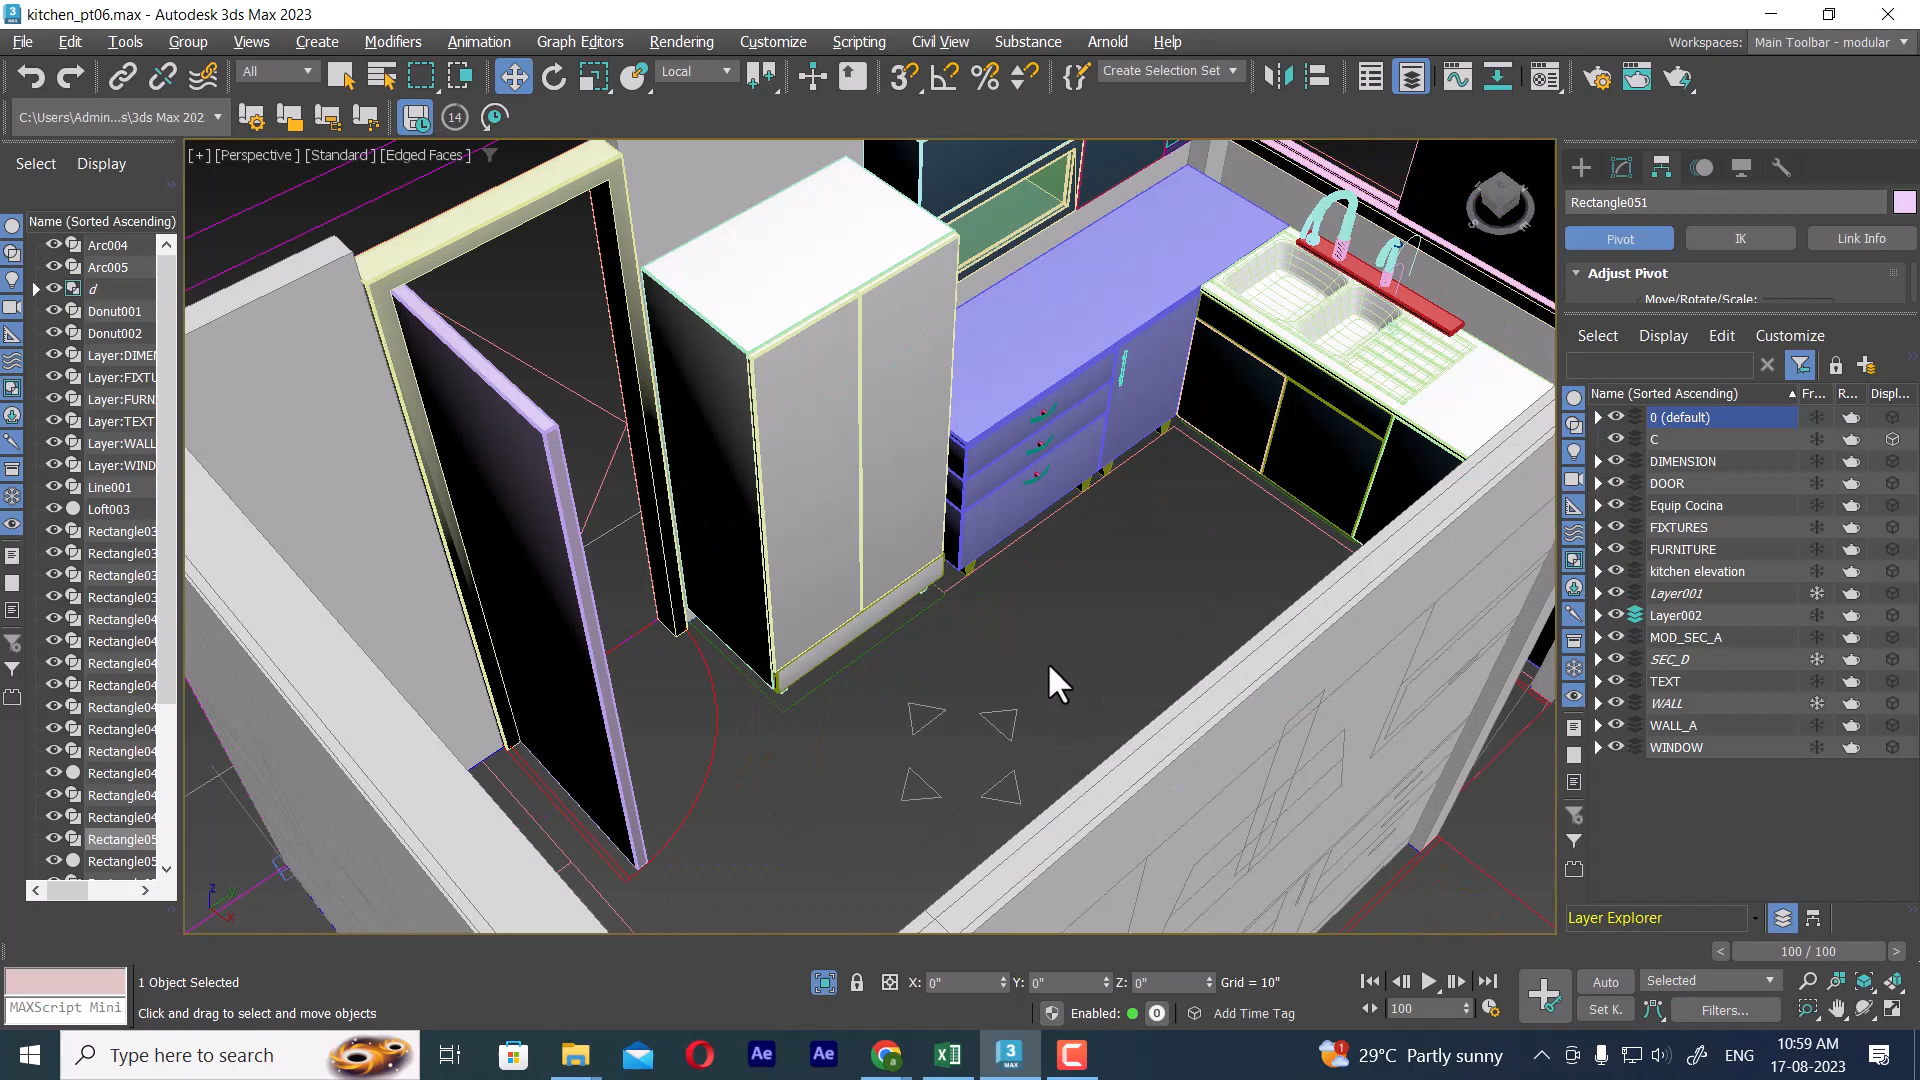 kitchen_pt06.max - Autodesk 3ds Max 2023
File Edit Tools Group Views Create Modifiers Animation Graph Editors Rendering Customize Scripting Civil View Substance Arnold Help
Workspaces: Main Toolbar - modular
All
Local
Create Selection Set
C:\Users\Admin...s\3ds Max 202
14
Select Display
[+] [Perspective ] [Standard ] [Edged Faces ]
Name (Sorted Ascending)
Arc004
Arc005
d
Donut001
Donut002
Layer:DIMEN
Layer:FIXTU
Layer:FURN
Layer:TEXT
Layer:WALL
Layer:WIND
Line001
Loft003
Rectangle03
Rectangle03
Rectangle03
Rectangle03
Rectangle04
Rectangle04
Rectangle04
Rectangle04
Rectangle04
Rectangle04
Rectangle04
Rectangle04
Rectangle04
Rectangle04
Rectangle05
Rectangle05
Rectangle051
Pivot IK Link Info
Adjust Pivot
Move/Rotate/Scale:
Select Display Edit Customize
Name (Sorted Ascending) Fr... R... Displ...
0 (default)
C
DIMENSION
DOOR
Equip Cocina
FIXTURES
FURNITURE
kitchen elevation
Layer001
Layer002
MOD_SEC_A
SEC_D
TEXT
WALL
WALL_A
WINDOW
Layer Explorer
< 100 / 100 >
MAXScript Mini
1 Object Selected
Click and drag to select and move objects
X: 0" Y: 0" Z: 0" Grid = 10"
Enabled: 0 Add Time Tag
100
Auto Selected
Set K. Filters...
Type here to search
29°C Partly sunny
ENG
10:59 AM
17-08-2023